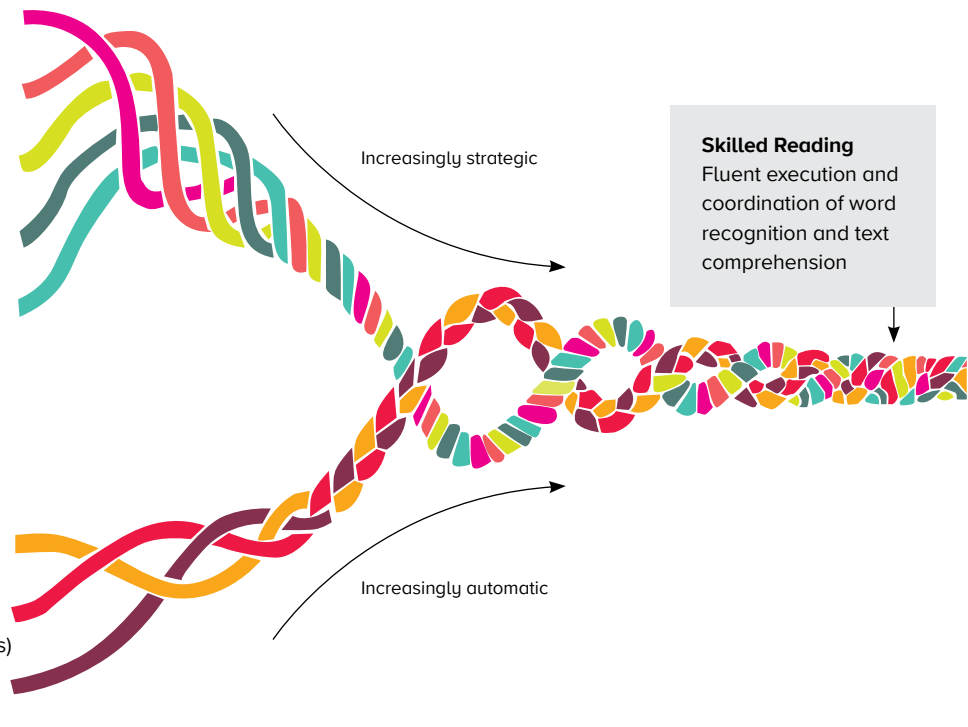 Increasingly strategic
Skilled Reading
Fluent execution and
coordination of word
recognition and text
comprehension
Increasingly automatic
s)